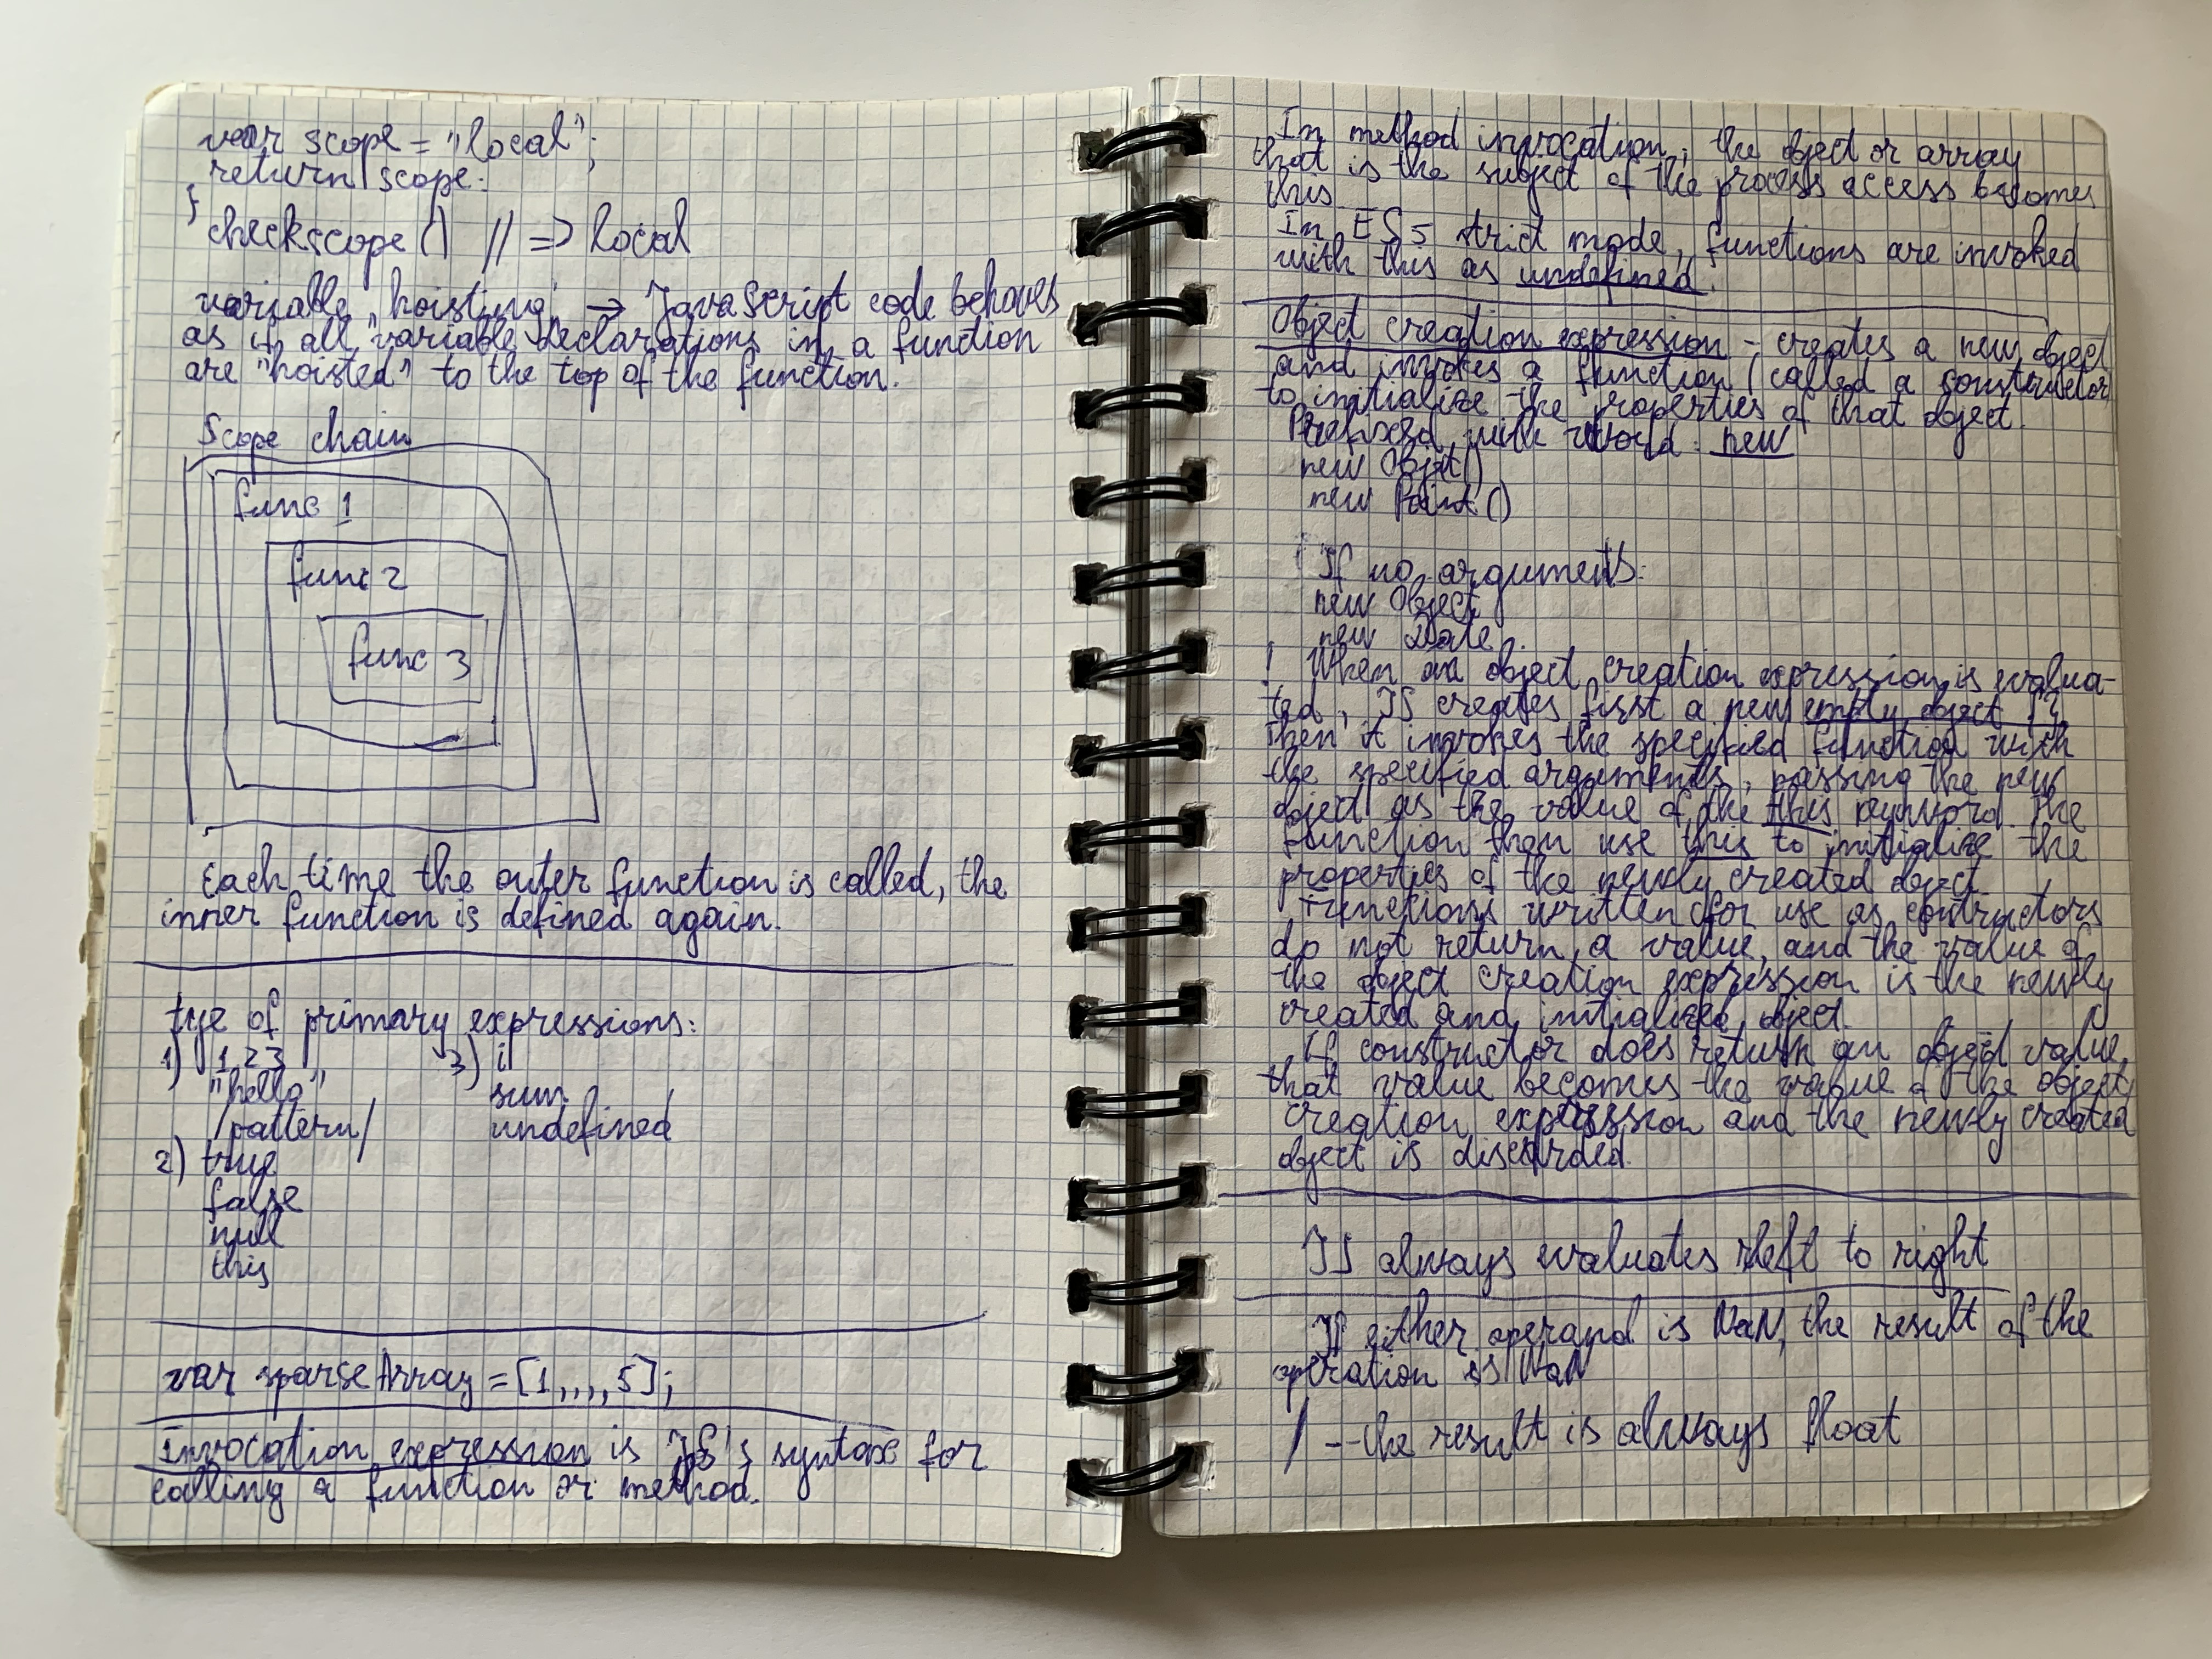 var scope = "local";
return scope;
}
checkscope() // => local
variable "hoisting" → JavaScript code behaves
as if all variable declarations in a function
are "hoisted" to the top of the function.
Scope chain
func 1
func 2
func 3
Each time the outer function is called, the
inner function is defined again.
tye of primary expressions:
1) 1.23
"hello"
/pattern/
2) true
false
null
this
3) i
sum
undefined
var sparseArray = [1,,,,5];
Invocation expression is JS's syntax for
calling a function or method.
In method invocation, the object or array
that is the subject of the process access becomes
this
In ES5 strict mode, functions are invoked
with this as undefined.
Object creation expression - creates a new object
and invokes a function (called a constructor
to initialize the properties of that object.
Prefixed with word: new
new Object()
new Point()
If no arguments:
new Object
new Date
! When an object creation expression is evalua-
ted, JS creates first a new empty object {}
Then it invokes the specified function with
the specified arguments, passing the new
object as the value of the this keyword. The
function then use this to initialize the
properties of the newly created object.
Functions written for use as contructors
do not return a value, and the value of
the object creation expression is the newly
created and initialized object.
If constructor does return an object value,
that value becomes the value of the object
creation expression and the newly created
object is discarded.
JS always evaluates left to right
If either operand is NaN, the result of the
operation is NaN
/ -- the result is always float